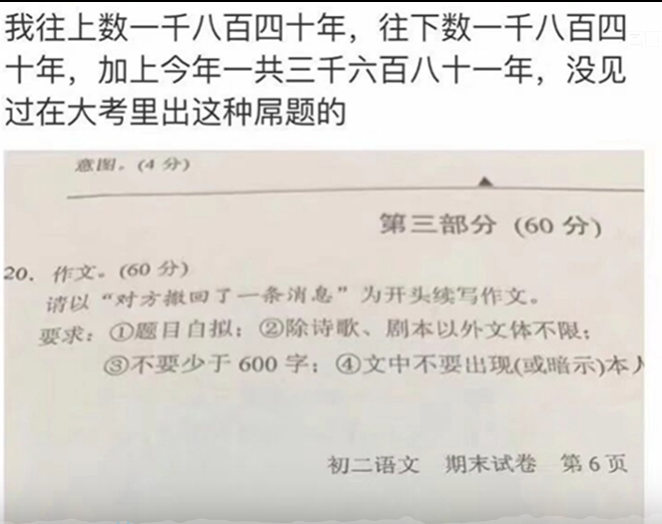 我往上数一千八百四十年，往下数一千八百四
十年，加上今年一共三千六百八十一年，没见
过在大考里出这种屌题的
意图。(4 分)
第三部分 (60 分)
20．作文。(60 分)
请以“对方撤回了一条消息”为开头续写作文。
要求：①题目自拟；②除诗歌、剧本以外文体不限；
③不要少于 600 字；④文中不要出现(或暗示)本人
初二语文 期末试卷 第 6 页